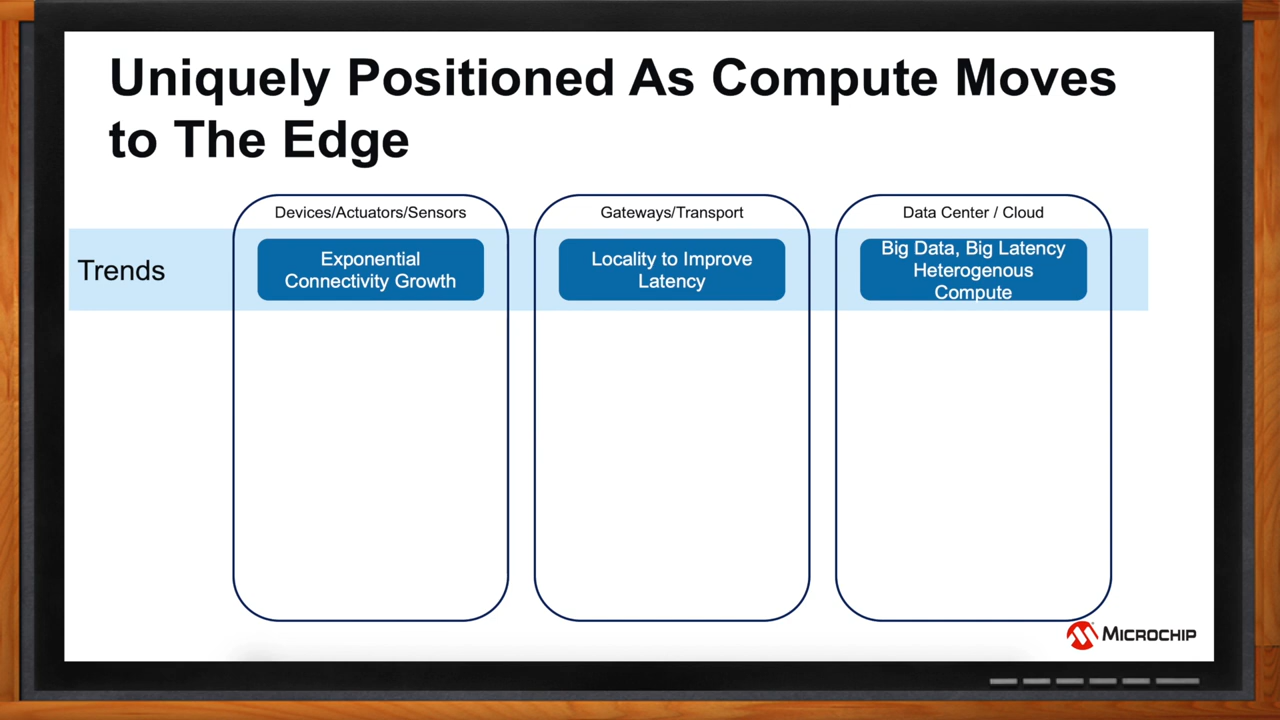 Uniquely Positioned As Compute Moves
to The Edge
Devices/Actuators/Sensors
Gateways/Transport
Data Center / Cloud
Trends
Exponential
Connectivity Growth
Locality to Improve
Latency
Big Data, Big Latency
Heterogenous
Compute
MICROCHIP